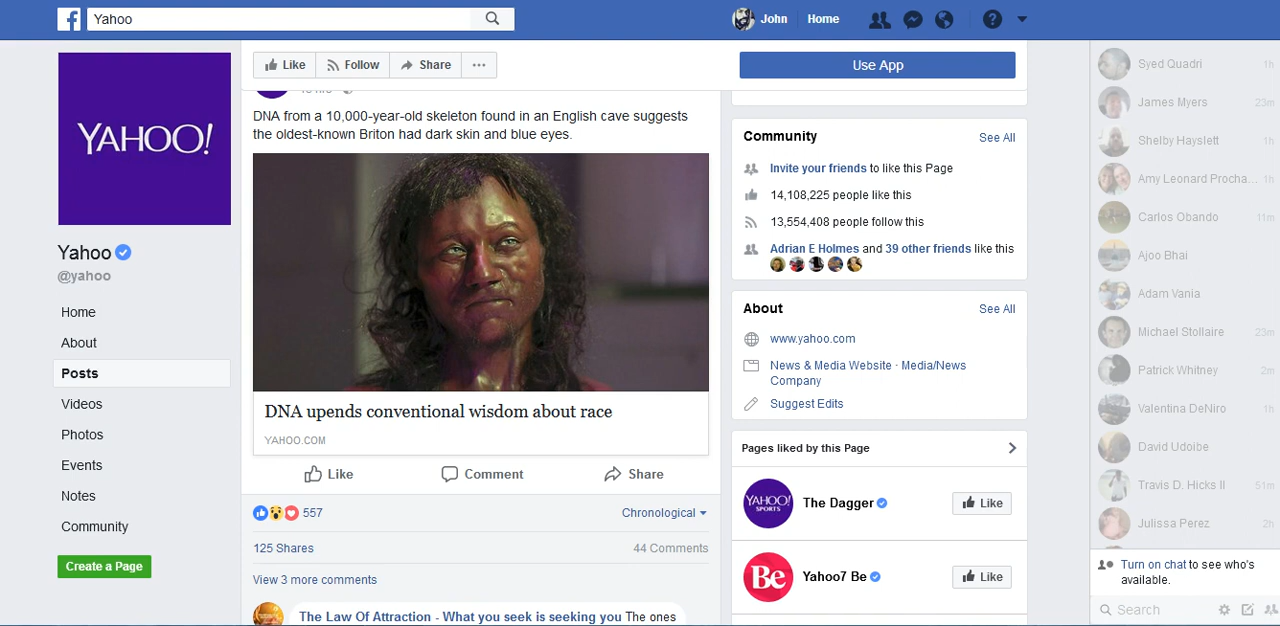 Yahoo
John
Home
Like
Follow
Share
Use App
YAHOO!
Yahoo
@yahoo
Home
About
Posts
Videos
Photos
Events
Notes
Community
Create a Page
DNA from a 10,000-year-old skeleton found in an English cave suggests
the oldest-known Briton had dark skin and blue eyes.
DNA upends conventional wisdom about race
YAHOO.COM
Like
Comment
Share
557
Chronological
125 Shares
44 Comments
View 3 more comments
The Law Of Attraction - What you seek is seeking you The ones
Community
See All
Invite your friends to like this Page
14,108,225 people like this
13,554,408 people follow this
Adrian E Holmes and 39 other friends like this
About
See All
www.yahoo.com
News & Media Website · Media/News
Company
Suggest Edits
Pages liked by this Page
YAHOO!
SPORTS
The Dagger
Like
Be
Yahoo7 Be
Like
Syed Quadri 1h
James Myers 23m
Shelby Hayslett 1h
Amy Leonard Procha... 1h
Carlos Obando 11m
Ajoo Bhai
Adam Vania
Michael Stollaire 23m
Patrick Whitney 2m
Valentina DeNiro 1h
David Udoibe
Travis D. Hicks II 51m
Julissa Perez 2h
Turn on chat to see who's
available.
Search